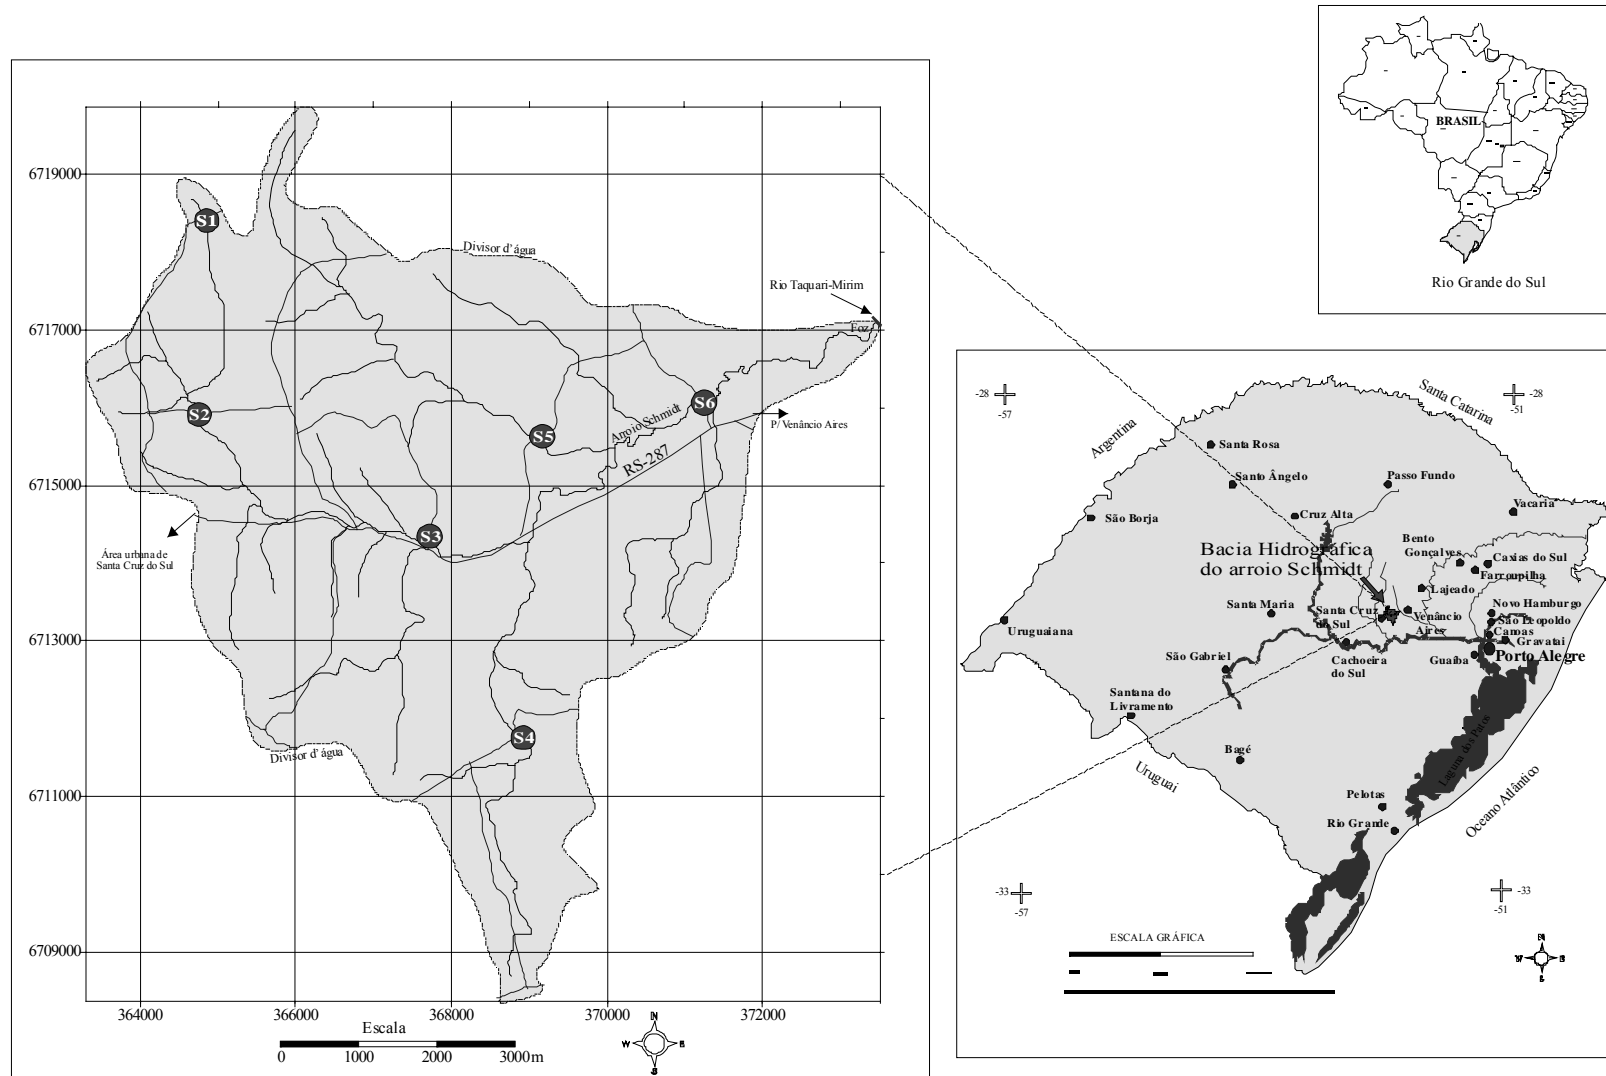 6719000
6717000
6715000
6713000
6711000
6709000
364000
366000
368000
370000
372000
S1
S2
S3
S4
S5
S6
Divisor d'água
Rio Taquari-Mirim
Foz
Arroio Schmidt
RS-287
P/ Venâncio Aires
Área urbana de
Santa Cruz do Sul
Divisor d'água
Escala
0
1000
2000
3000m
N
W
E
S
BRASIL
Rio Grande do Sul
-28
-57
-28
-51
Santa Catarina
Argentina
Santa Rosa
Santo Ângelo
Passo Fundo
Vacaria
São Borja
Cruz Alta
Bento
Gonçalves
Caxias do Sul
Farroupilha
Bacia Hidrográfica
do arroio Schmidt
Lajeado
Santa Maria
Santa Cruz
do Sul
Venâncio
Aires
Novo Hamburgo
São Leopoldo
Canoas
Gravatai
Uruguaiana
Guaíba
Porto Alegre
São Gabriel
Cachoeira
do Sul
Santana do
Livramento
Bagé
Laguna dos Patos
Uruguai
Pelotas
Rio Grande
Oceano Atlântico
-33
-57
-33
-51
ESCALA GRÁFICA
N
W
E
S